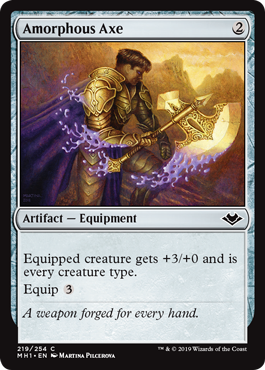 Amorphous Axe 2
Artifact — Equipment
Equipped creature gets +3/+0 and is
every creature type.
Equip 3
A weapon forged for every hand.
219/254 C
MH1 • EN Martina Pilcerova
™ & © 2019 Wizards of the Coast